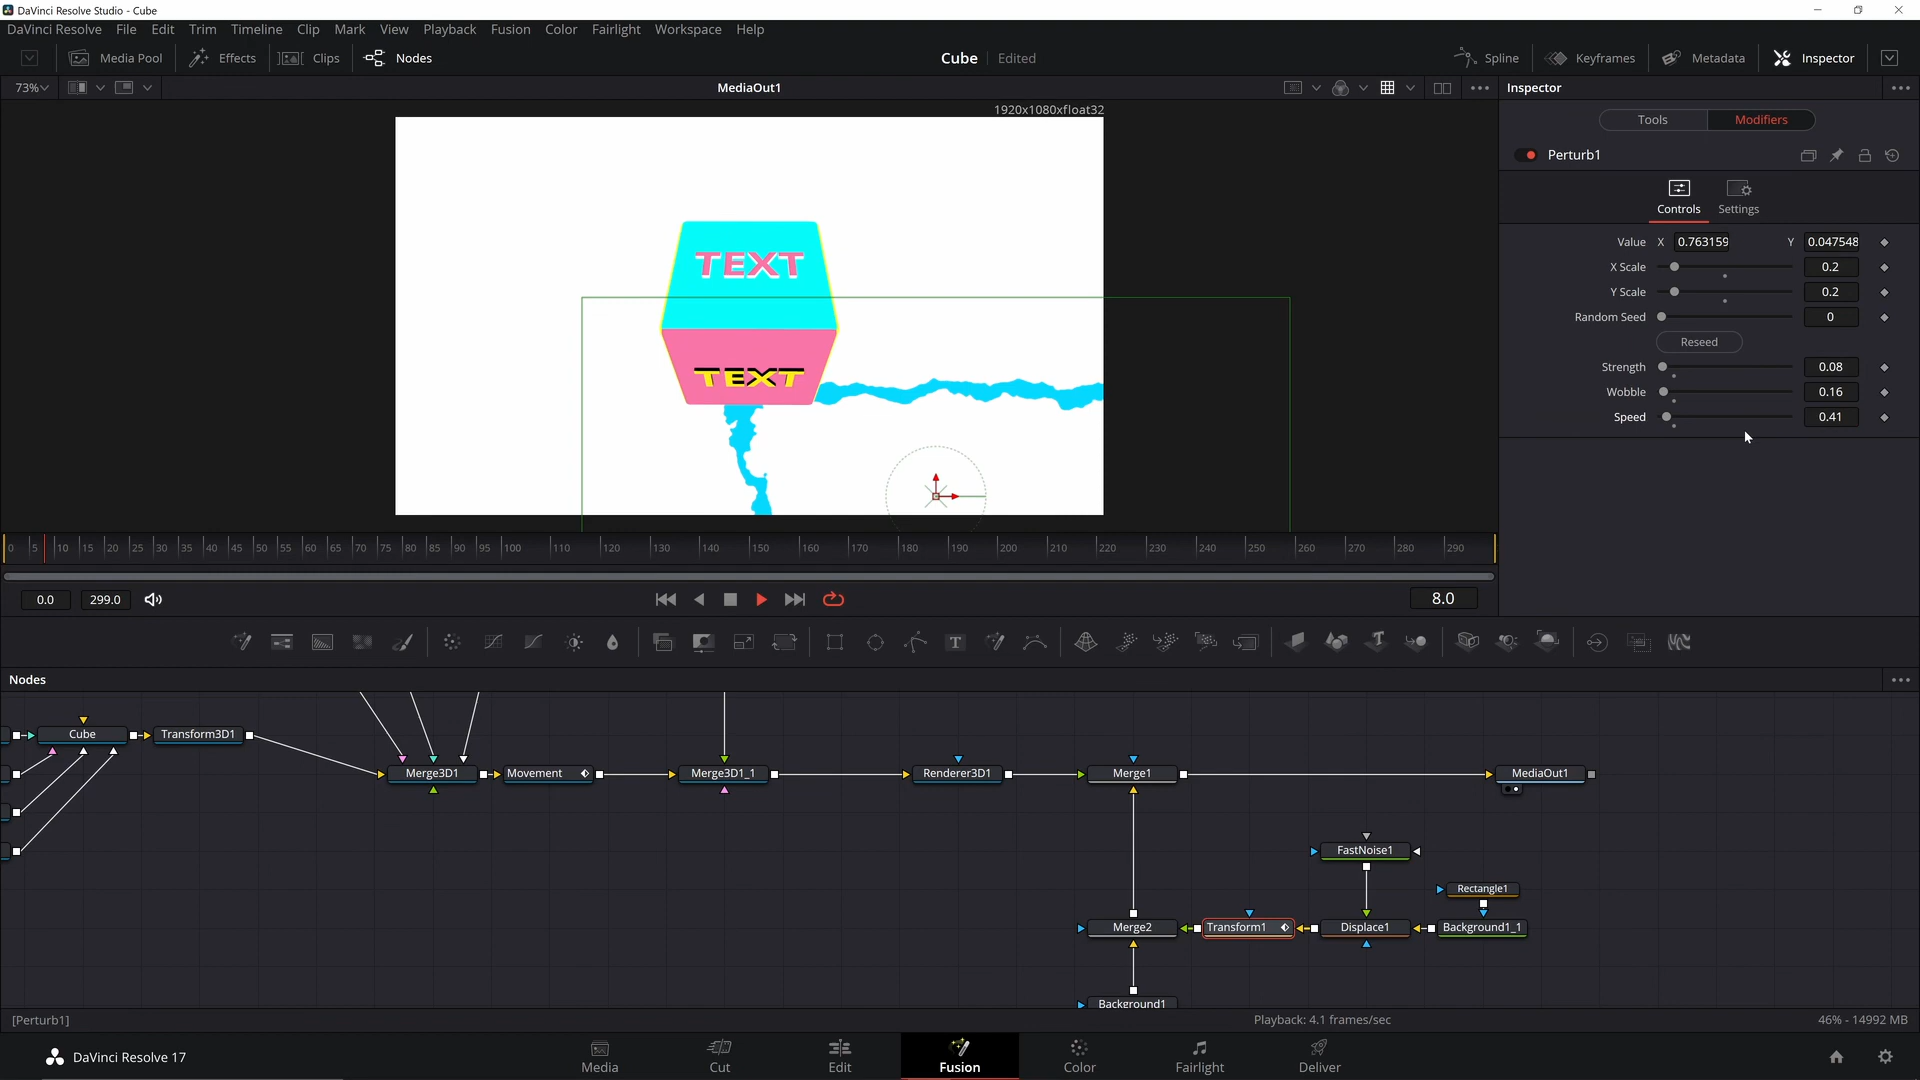 DaVinci Resolve Studio - Cube
DaVinci Resolve File Edit Trim Timeline Clip Mark View Playback Fusion Color Fairlight Workspace Help
Media Pool Effects Clips Nodes Cube Edited Spline Keyframes Metadata Inspector
73% MediaOut1 Inspector
1920x1080xfloat32
Tools Modifiers
Perturb1
Controls Settings
Value X 0.763159 Y 0.047548
X Scale 0.2
Y Scale 0.2
Random Seed 0
Reseed
Strength 0.08
Wobble 0.16
Speed 0.41
TEXT
TEXT
0 5 10 15 20 25 30 35 40 45 50 55 60 65 70 75 80 85 90 95 100 110 120 130 140 150 160 170 180 190 200 210 220 230 240 250 260 270 280 290
0.0 299.0 8.0
Nodes
Cube Transform3D1
Merge3D1 Movement Merge3D1_1 Renderer3D1 Merge1 MediaOut1
FastNoise1
Rectangle1
Merge2 Transform1 Displace1 Background1_1
Background1
[Perturb1] Playback: 4.1 frames/sec 46% - 14992 MB
DaVinci Resolve 17 Media Cut Edit Fusion Color Fairlight Deliver